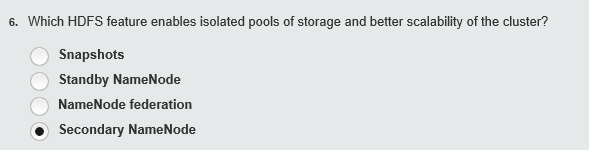 6. Which HDFS feature enables isolated pools of storage and better scalability of the cluster?
Snapshots
Standby NameNode
NameNode federation
Secondary NameNode